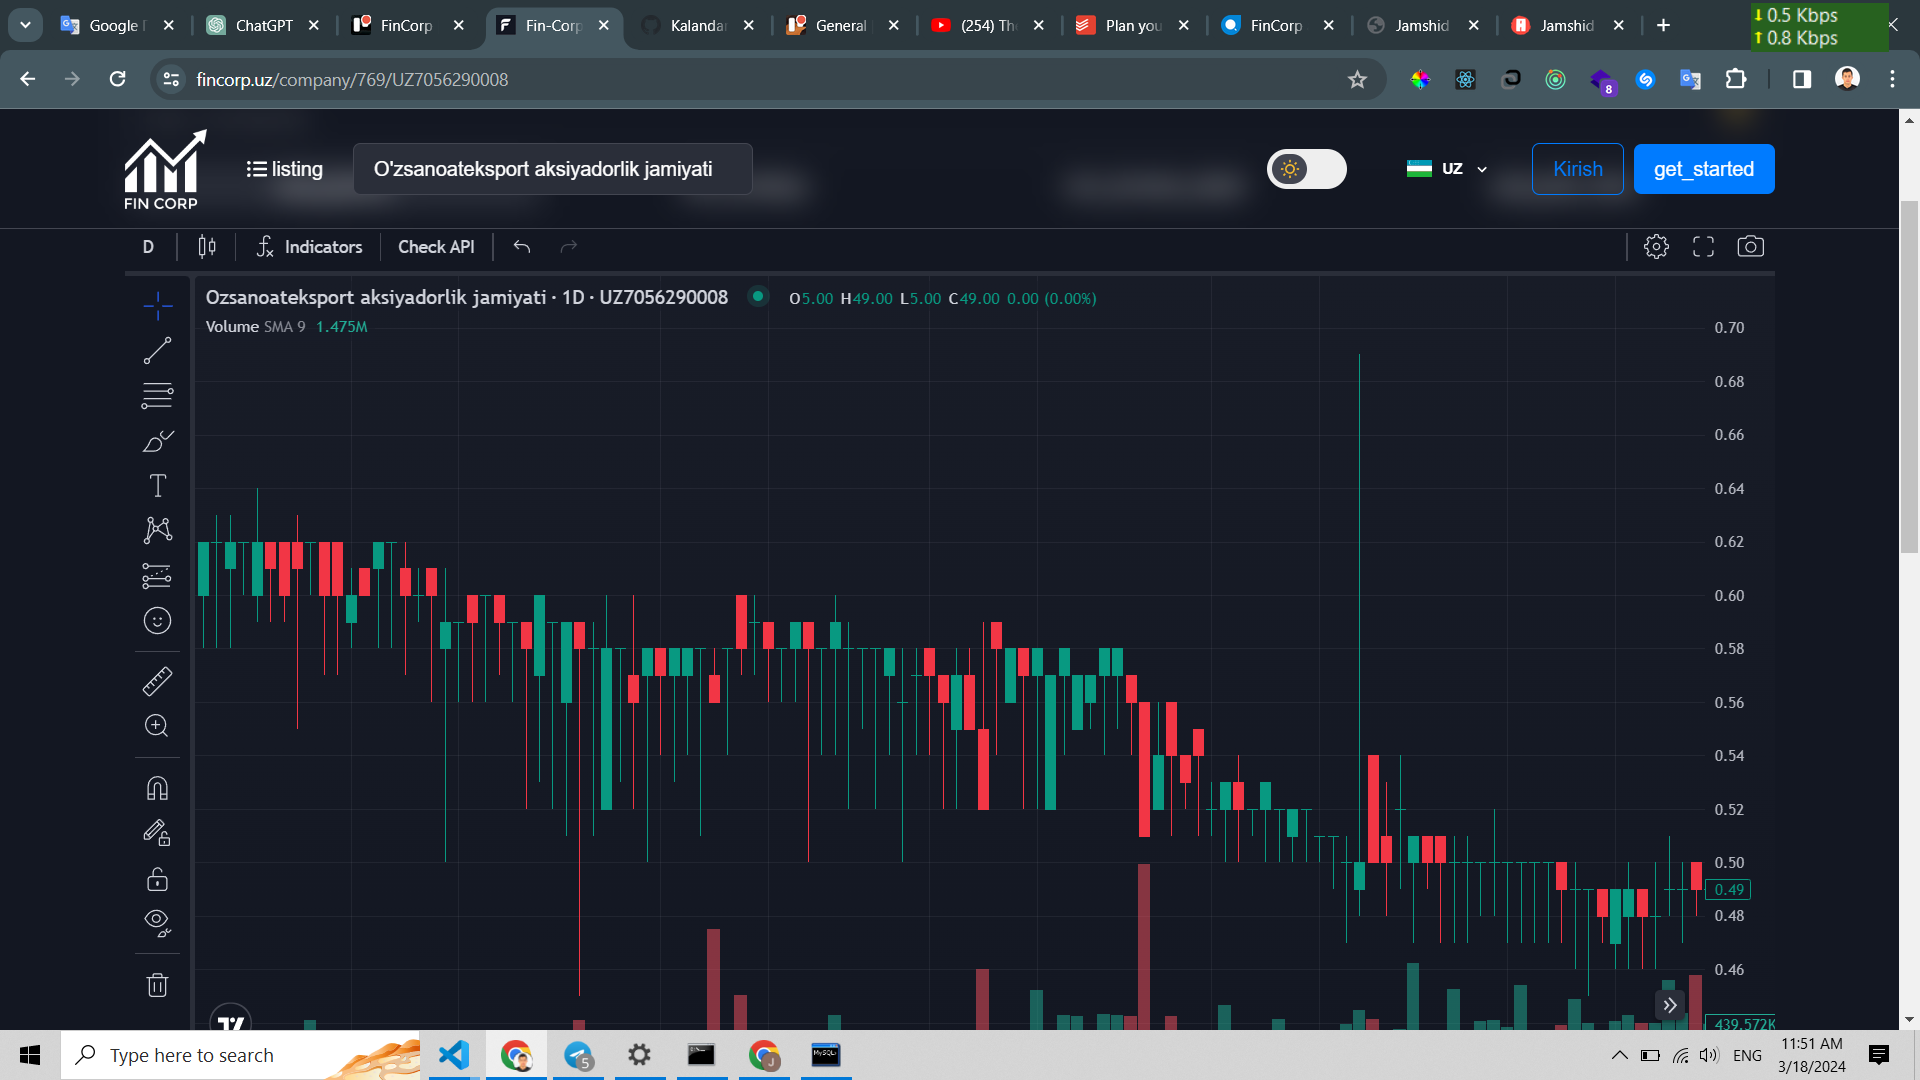 Google T
ChatGPT
FinCorp
Fin-Corp
Kalandar
General
(254) Th
Plan you
FinCorp
Jamshid
Jamshid
0.5 Kbps
0.8 Kbps
fincorp.uz/company/769/UZ7056290008
8
FIN CORP
listing
O'zsanoateksport aksiyadorlik jamiyati
UZ
Kirish
get_started
D
Indicators
Check API
Ozsanoateksport aksiyadorlik jamiyati · 1D · UZ7056290008
O5.00 H49.00 L5.00 C49.00 0.00 (0.00%)
Volume SMA 9 1.475M
0.70
0.68
0.66
0.64
0.62
0.60
0.58
0.56
0.54
0.52
0.50
0.49
0.48
0.46
439.572K
Type here to search
5
J
MySQL
ENG
11:51 AM
3/18/2024